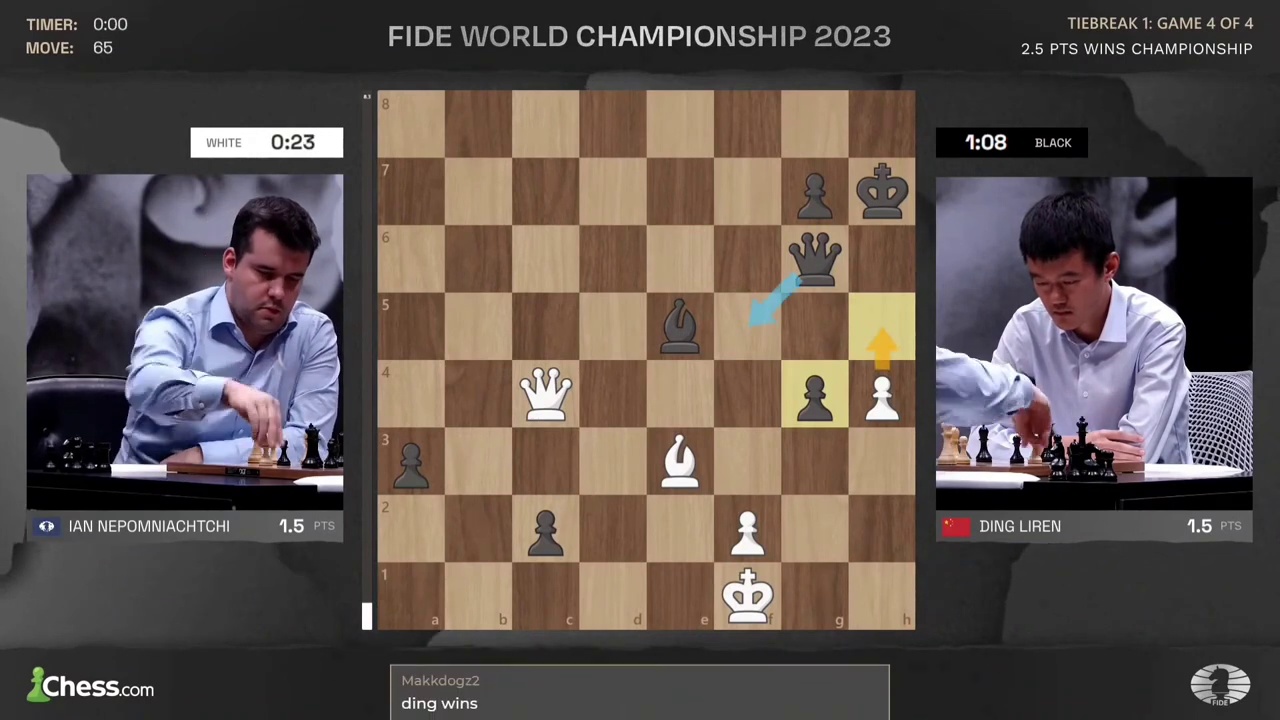 TIMER: 0:00
MOVE: 65
FIDE WORLD CHAMPIONSHIP 2023
TIEBREAK 1: GAME 4 OF 4
2.5 PTS WINS CHAMPIONSHIP
WHITE 0:23
1:08 BLACK
8
7
6
5
4
3
2
1
a b c d e f g h
IAN NEPOMNIACHTCHI 1.5 PTS
DING LIREN 1.5 PTS
Chess.com
Makkdogz2
ding wins
FIDE